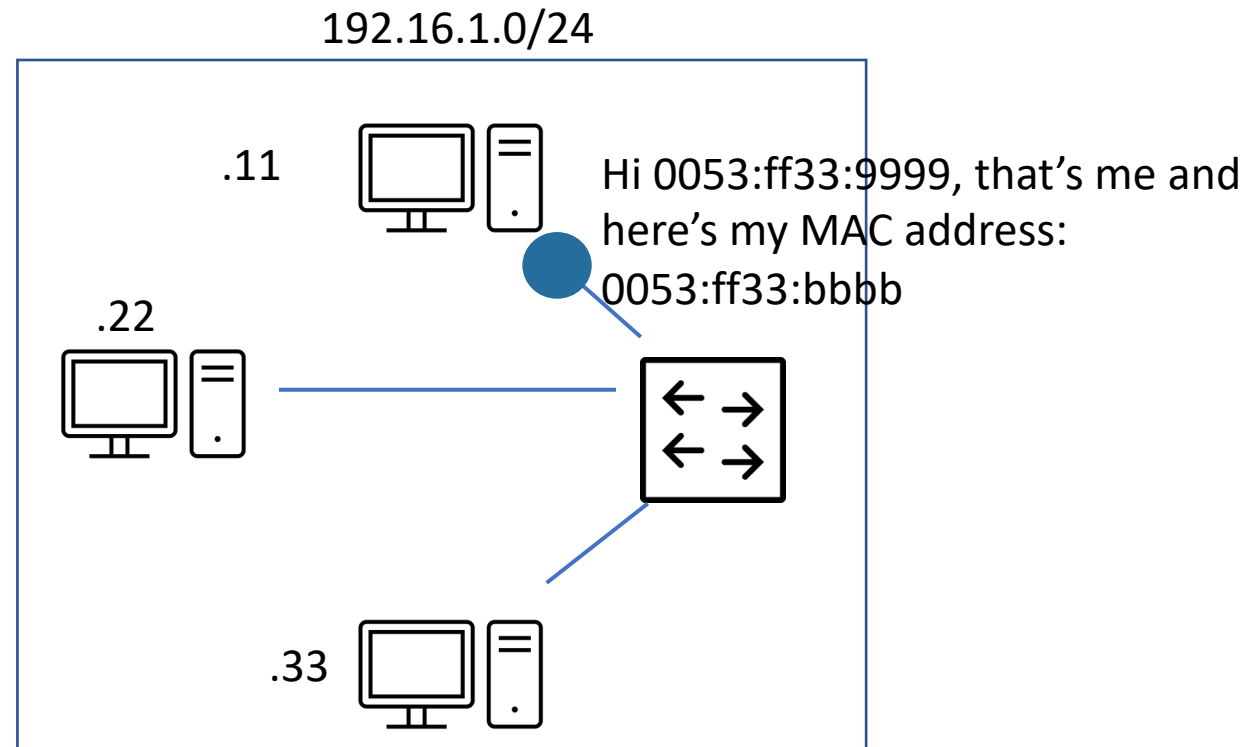 192.16.1.0/24
.11
Hi 0053:ff33:9999, that’s me and
here’s my MAC address:
0053:ff33:bbbb
.22
.33